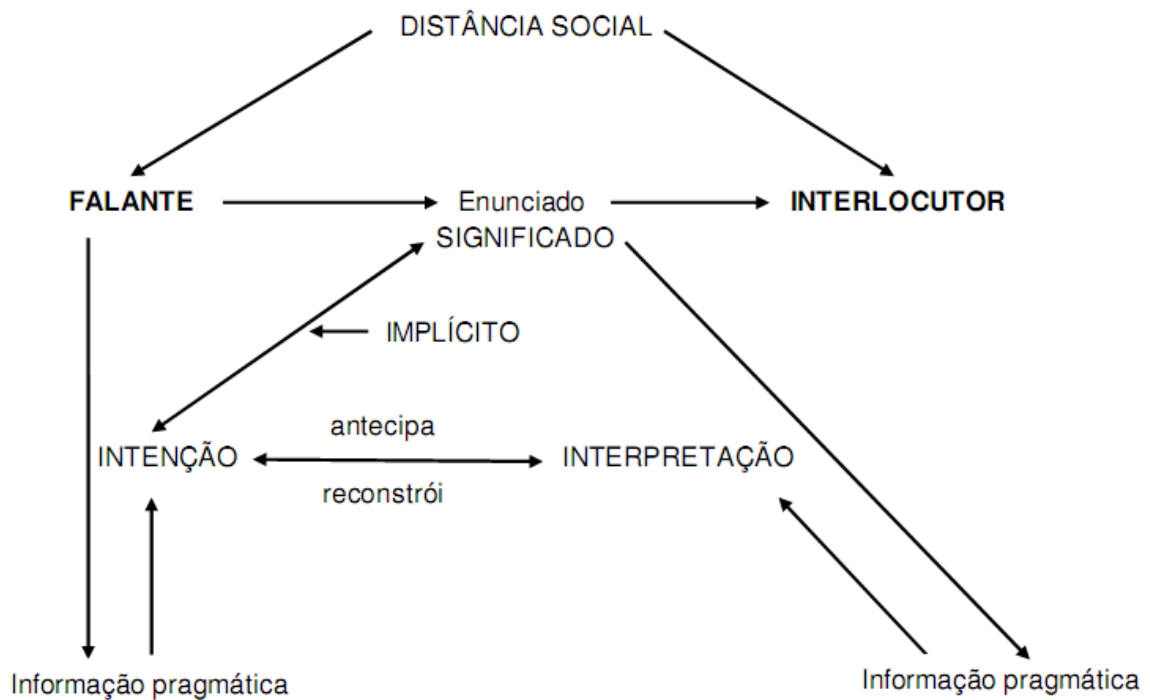 DISTÂNCIA SOCIAL
FALANTE
Enunciado
INTERLOCUTOR
SIGNIFICADO
IMPLÍCITO
antecipa
INTENÇÃO
INTERPRETAÇÃO
reconstrói
Informação pragmática
Informação pragmática